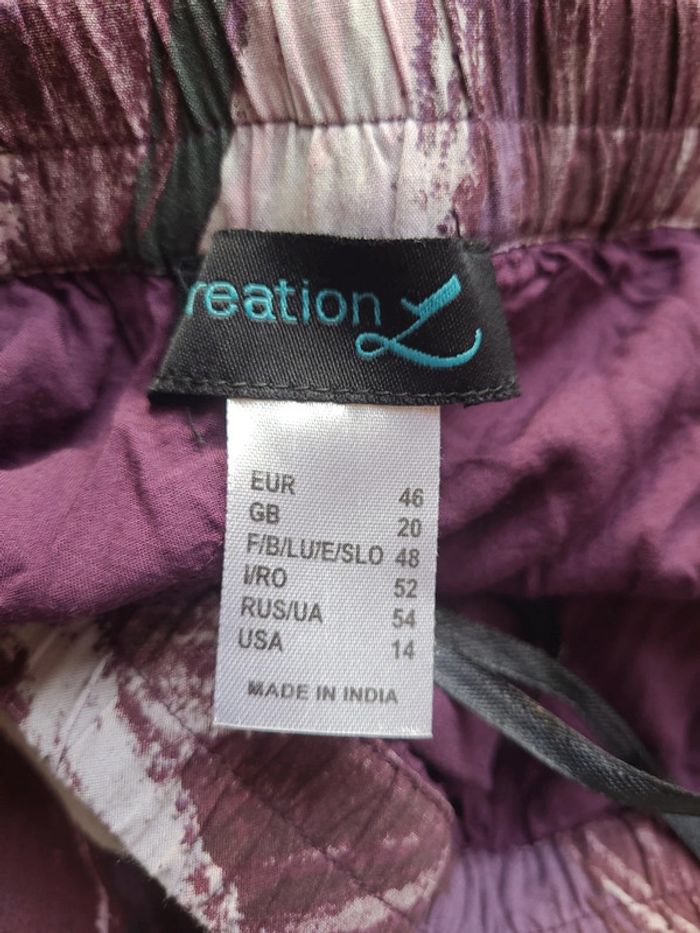 reation L
EUR 46
GB 20
F/B/LU/E/SLO 48
I/RO 52
RUS/UA 54
USA 14
MADE IN INDIA